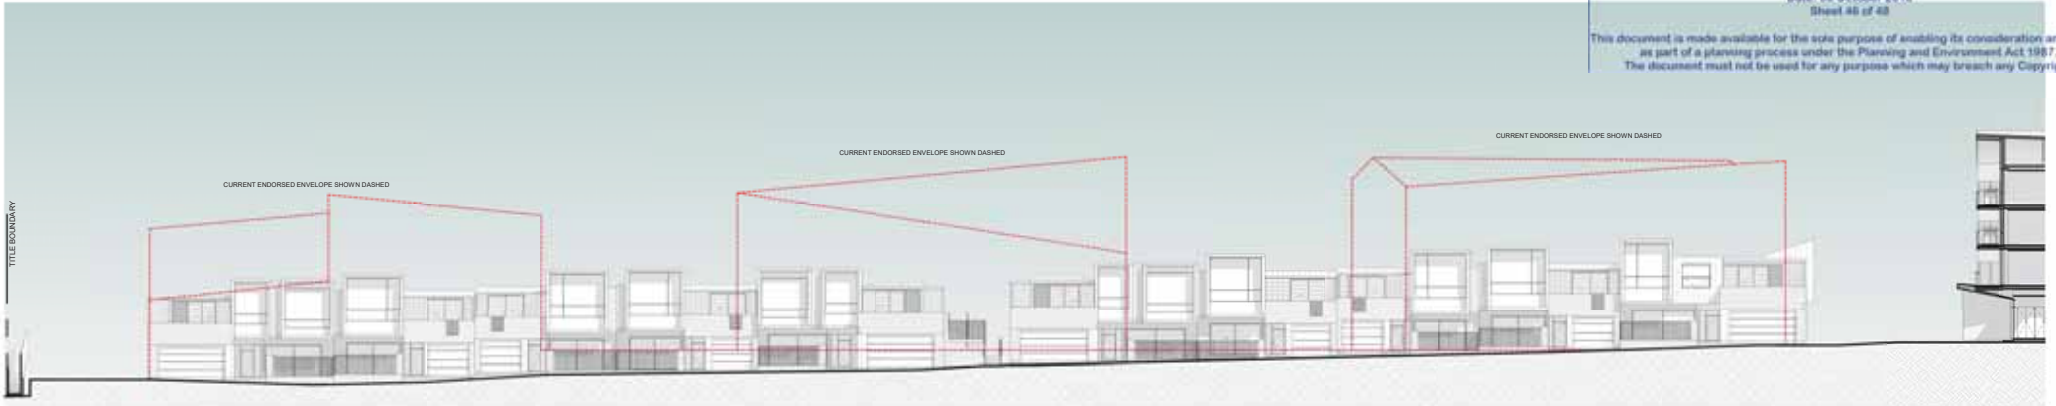 Sheet 46 of 48
This document is made available for the sole purpose of enabling its consideration
as part of a planning process under the Planning and Environment Act 1987.
The document must not be used for any purpose which may breach any
CURRENT ENDORSED ENVELOPE SHOWN DASHED
CURRENT ENDORSED ENVELOPE SHOWN DASHED
CURRENT ENDORSED ENVELOPE SHOWN DASHED
TITLE BOUNDARY